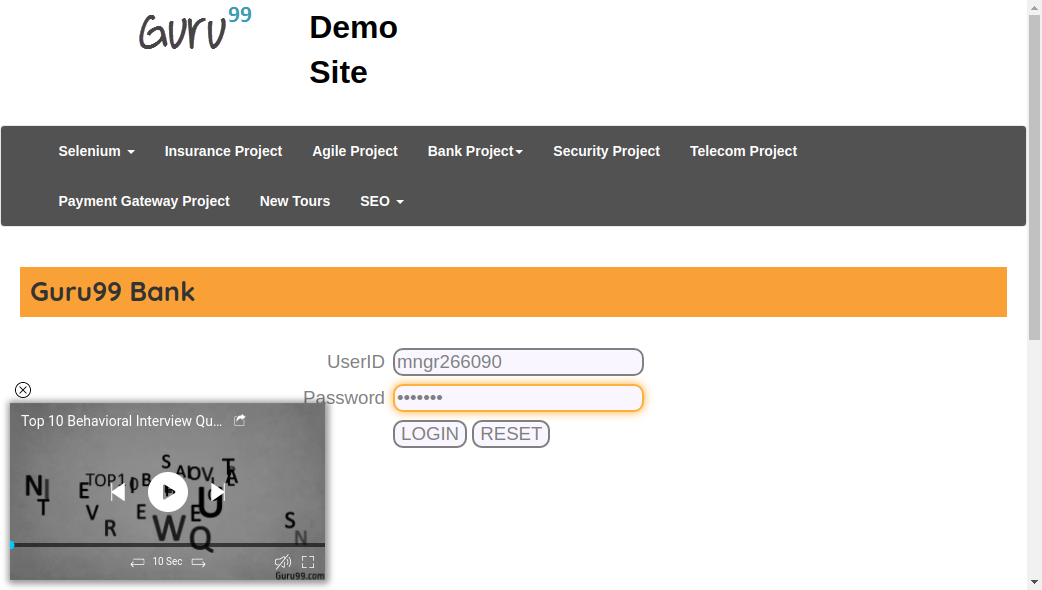 Guru99
Demo
Site
Selenium
Insurance Project
Agile Project
Bank Project
Security Project
Telecom Project
Payment Gateway Project
New Tours
SEO
Guru99 Bank
UserID
mngr266090
Password
•••••••
LOGIN
RESET
Top 10 Behavioral Interview Qu...
10 Sec
Guru99.com